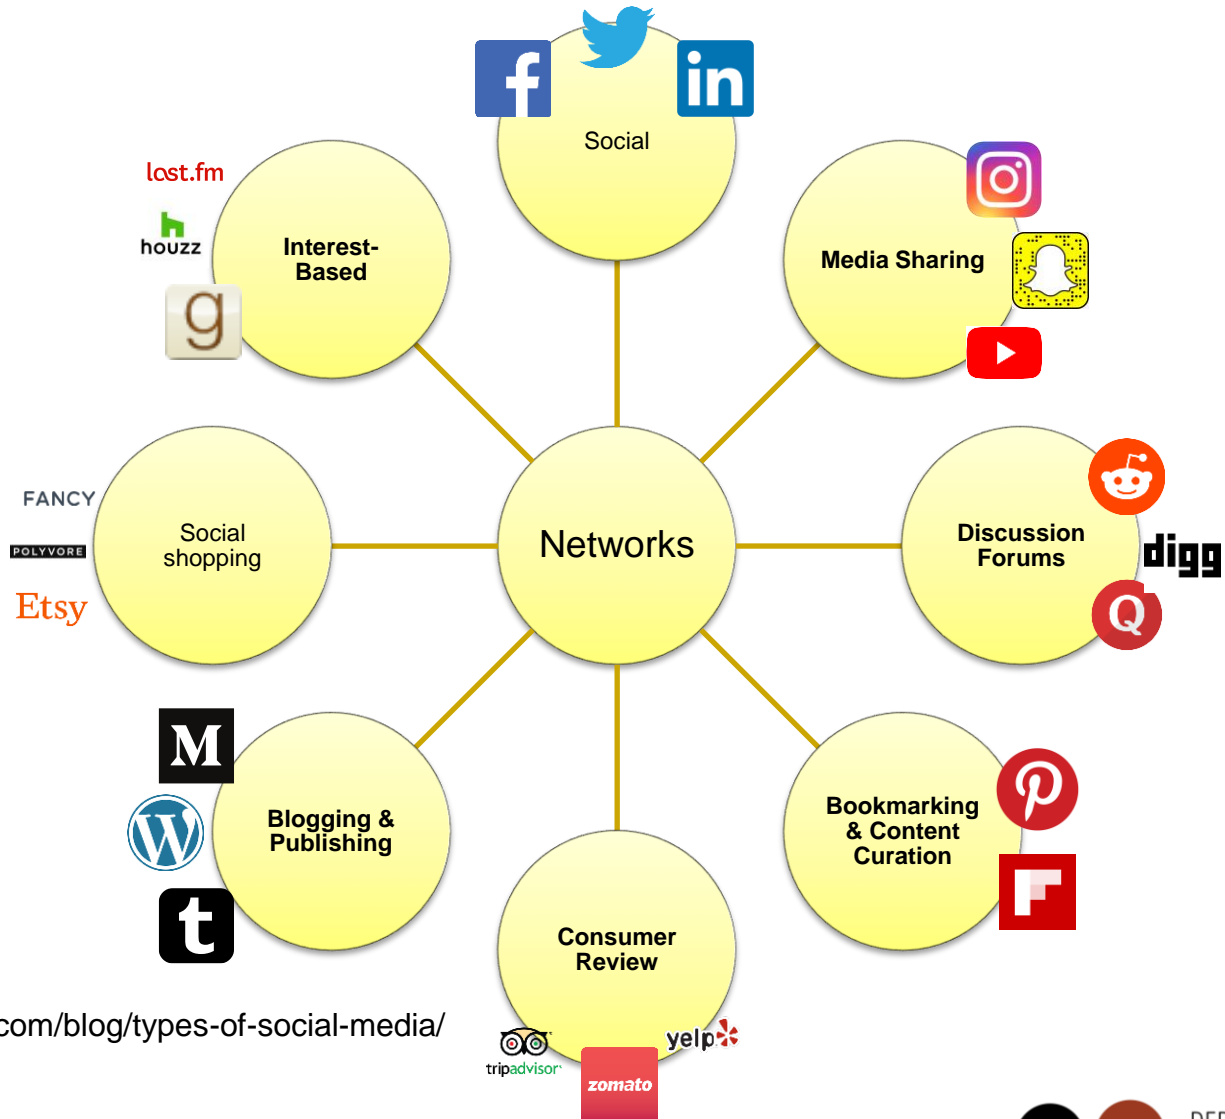 Social
last.fm
houzz
Interest-
Based
Media Sharing
FANCY
POLYVORE
Etsy
Social
shopping
Networks
Discussion
Forums
digg
Q
M
W
t
Blogging &
Publishing
Bookmarking
& Content
Curation
Consumer
Review
com/blog/types-of-social-media/
tripadvisor
zomato
yelp
f
in
g